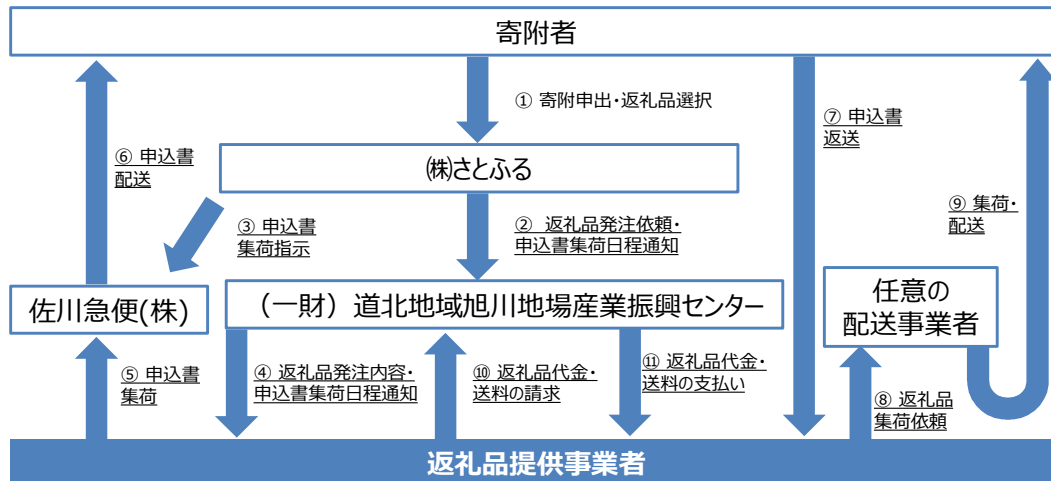 寄附者
① 寄附申出・返礼品選択
⑦ 申込書
返送
⑥ 申込書
配送
㈱さとふる
⑨ 集荷・
配送
③ 申込書
集荷指示
② 返礼品発注依頼・
申込書集荷日程通知
佐川急便(株)
（一財）道北地域旭川地場産業振興センター
任意の
配送事業者
⑤ 申込書
集荷
④ 返礼品発注内容・
申込書集荷日程通知
⑩ 返礼品代金・
送料の請求
⑪ 返礼品代金・
送料の支払い
⑧ 返礼品
集荷依頼
返礼品提供事業者